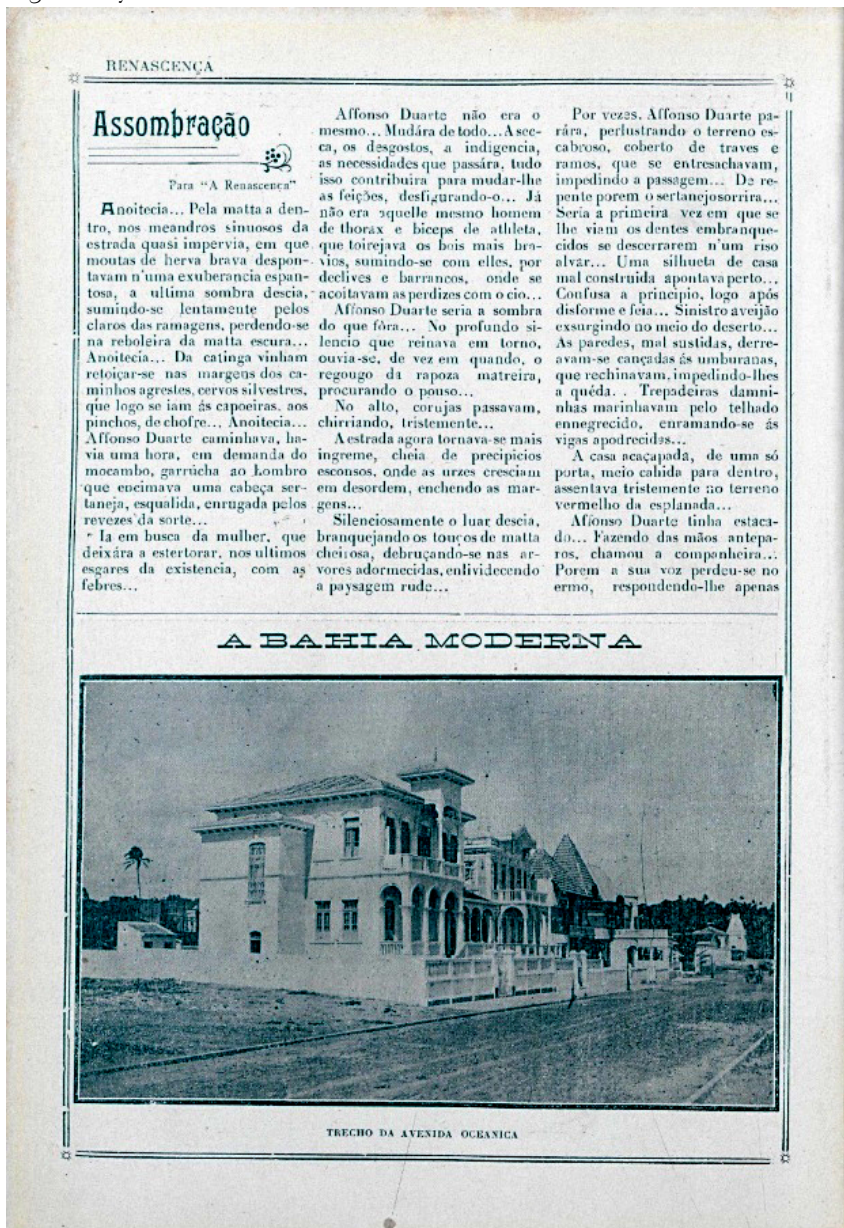 RENASCENÇA
Assombração
Para "A Renascença"
Anoitecia... Pela matta a den-
tro, nos meandros sinuosos da
estrada quasi impervia, em que
moutas de herva brava despon-
tavam n'uma exuberancia espan-
tosa, a ultima sombra descia,
sumindo-se lentamente pelos
claros das ramagens, perdendo-se
na reboleira da matta escura...
Anoitecia... Da catinga vinham
retoiçar-se nas margens dos ca-
minhos agrestes, cervos silvestres,
que logo se iam ás capoeiras, aos
pinchos, de chofre... Anoitecia...
Affonso Duarte caminhava, ha-
via uma hora, em demanda do
mocambo, garrucha ao hombro
que encimava uma cabeça ser-
taneja, esqualida, enrugada pelos
revezes da sorte...
Ia em busca da mulher, que
deixára a estertorar, nos ultimos
esgares da existencia, com as
febres...
Affonso Duarte não era o
mesmo... Mudára de todo... A sec-
ca, os desgostos, a indigencia,
as necessidades que passára, tudo
isso contribuira para mudar-lhe
as feições, desfigurando-o... Já
não era aquelle mesmo homem
de thorax e biceps de athleta,
que toirejava os bois mais bra-
vios, sumindo-se com elles, por
declives e barrancos, onde se
acoitavam as perdizes com o cio...
Affonso Duarte seria a sombra
do que fôra... No profundo si-
lencio que reinava em torno,
ouvia-se, de vez em quando, o
regougo da rapoza matreira,
procurando o pouso...
No alto, corujas passavam,
chirriando, tristemente...
A estrada agora tornava-se mais
ingreme, cheia de precipicios
esconsos, onde as urzes cresciam
em desordem, enchendo as mar-
gens...
Silenciosamente o luar descia,
branquejando os touços de matta
cheirosa, debruçando-se nas ar-
vores adormecidas, enlividecendo
a paysagem rude...
Por vezes, Affonso Duarte pa-
rára, perlustrando o terreno es-
cabroso, coberto de traves e
ramos, que se entresachavam,
impedindo a passagem... De re-
pente porem o sertanejo sorrira...
Seria a primeira vez em que se
lhe viam os dentes embranque-
cidos se descerrarem n'um riso
alvar... Uma silhueta de casa
mal construida apontava perto...
Confusa a principio, logo após
disforme e feia... Sinistro aveijão
exsurgindo no meio do deserto...
As paredes, mal sustidas, derre-
avam-se cançadas ás umburanas,
que rechinavam, impedindo-lhes
a quéda. . Trepadeiras damni-
nhas marinhavam pelo telhado
ennegrecido, enramando-se ás
vigas apodrecidas...
A casa acaçapada, de uma só
porta, meio cahida para dentro,
assentava tristemente no terreno
vermelho da esplanada...
Affonso Duarte tinha estaca-
do... Fazendo das mãos antepa-
ros, chamou a companheira...
Porem a sua voz perdeu-se no
ermo, respondendo-lhe apenas
A BAHIA MODERNA
TRECHO DA AVENIDA OCEANICA